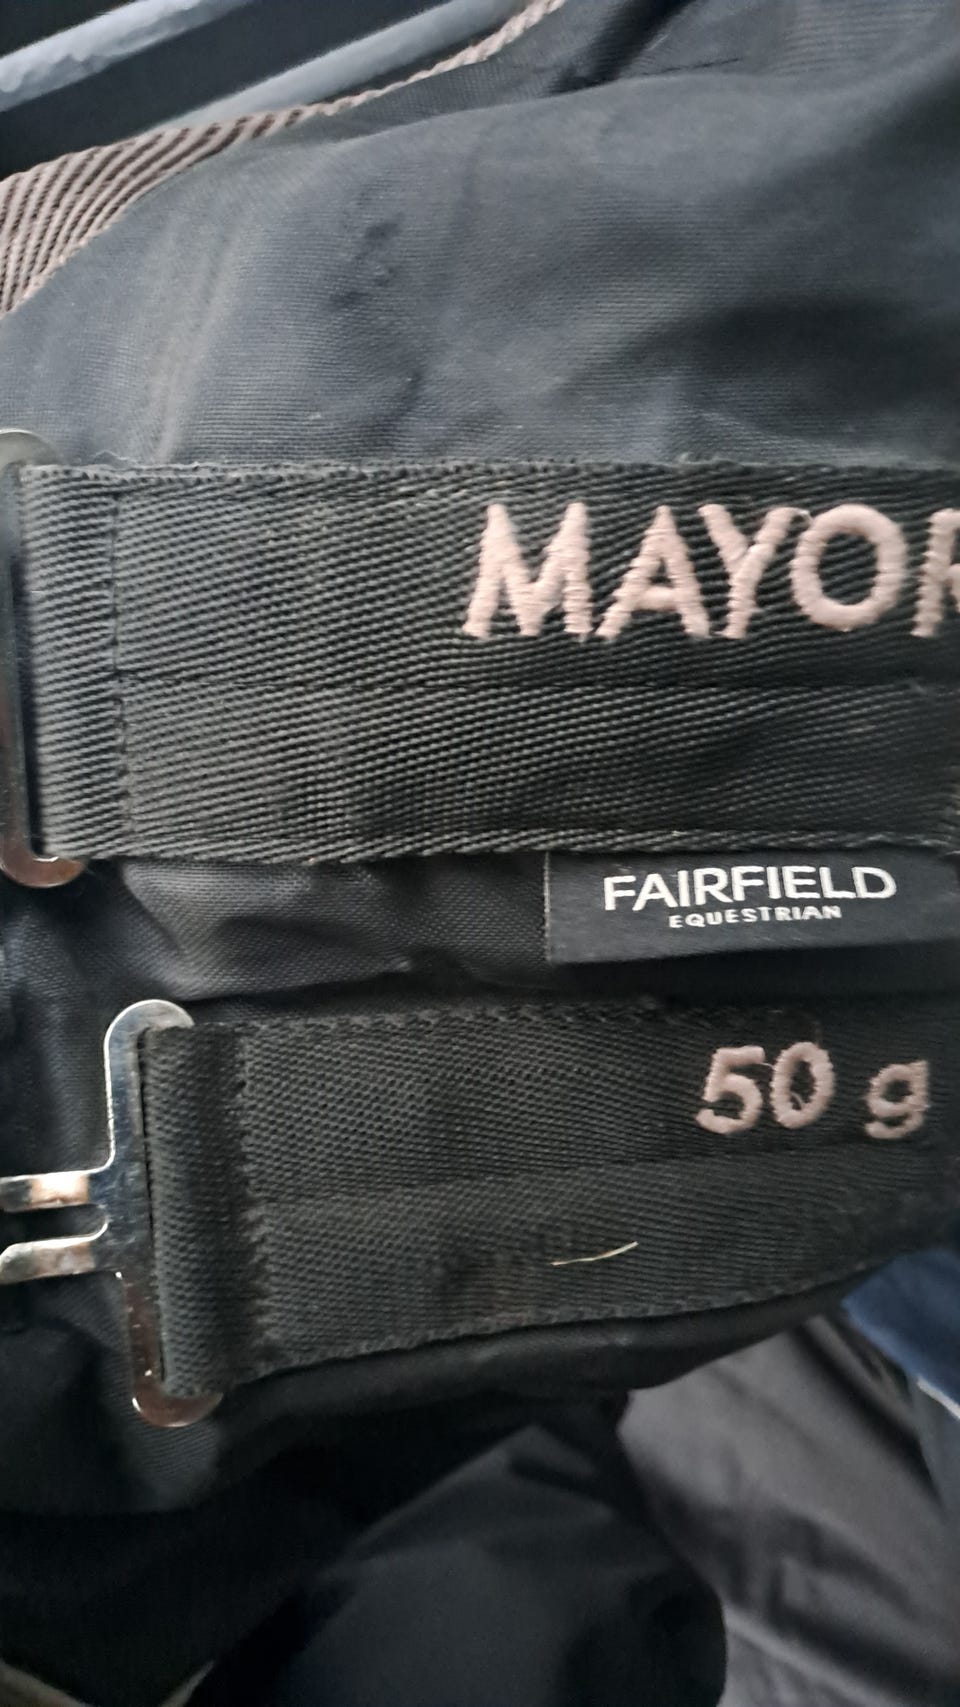 MAYOR
FAIRFIELD
EQUESTRIAN
50 g